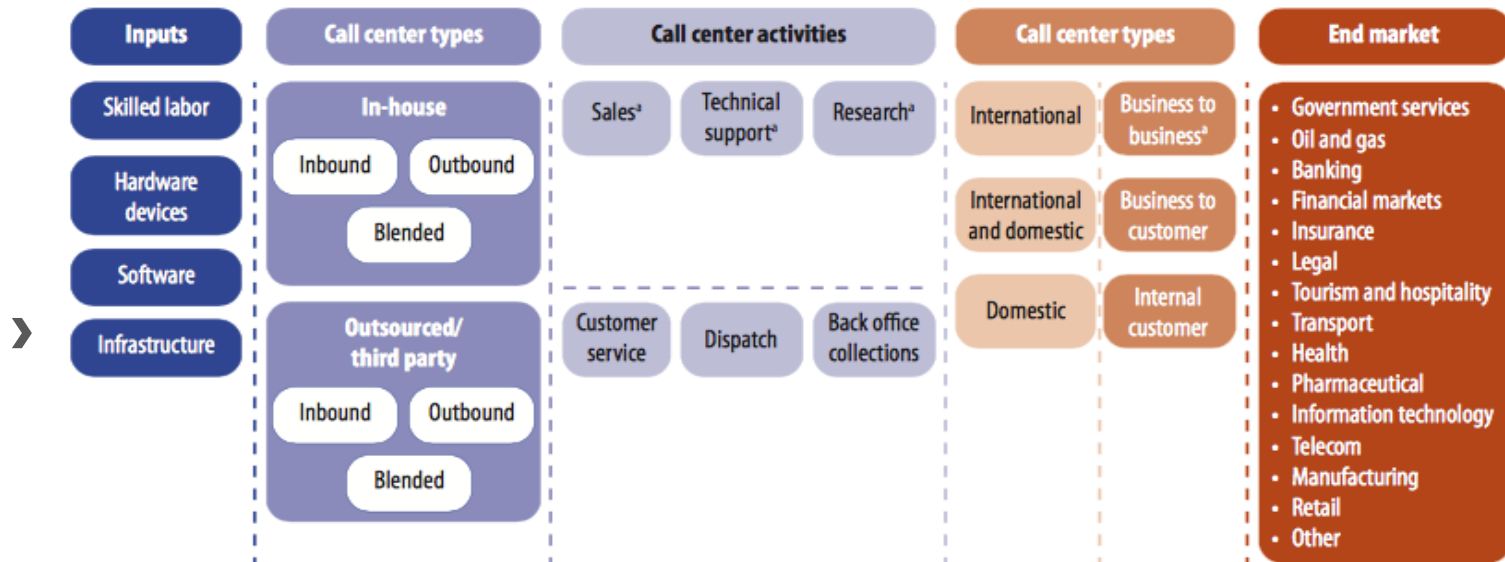 Inputs
Call center types
Call center activities
Call center types
End market
Skilled labor
Hardware
devices
Software
Infrastructure
In-house
Inbound
Outbound
Blended
Outsourced/
third party
Inbound
Outbound
Blended
Salesᵃ
Technical
supportᵃ
Researchᵃ
Customer
service
Dispatch
Back office
collections
International
International
and domestic
Domestic
Business to
businessᵃ
Business to
customer
Internal
customer
• Government services
• Oil and gas
• Banking
• Financial markets
• Insurance
• Legal
• Tourism and hospitality
• Transport
• Health
• Pharmaceutical
• Information technology
• Telecom
• Manufacturing
• Retail
• Other